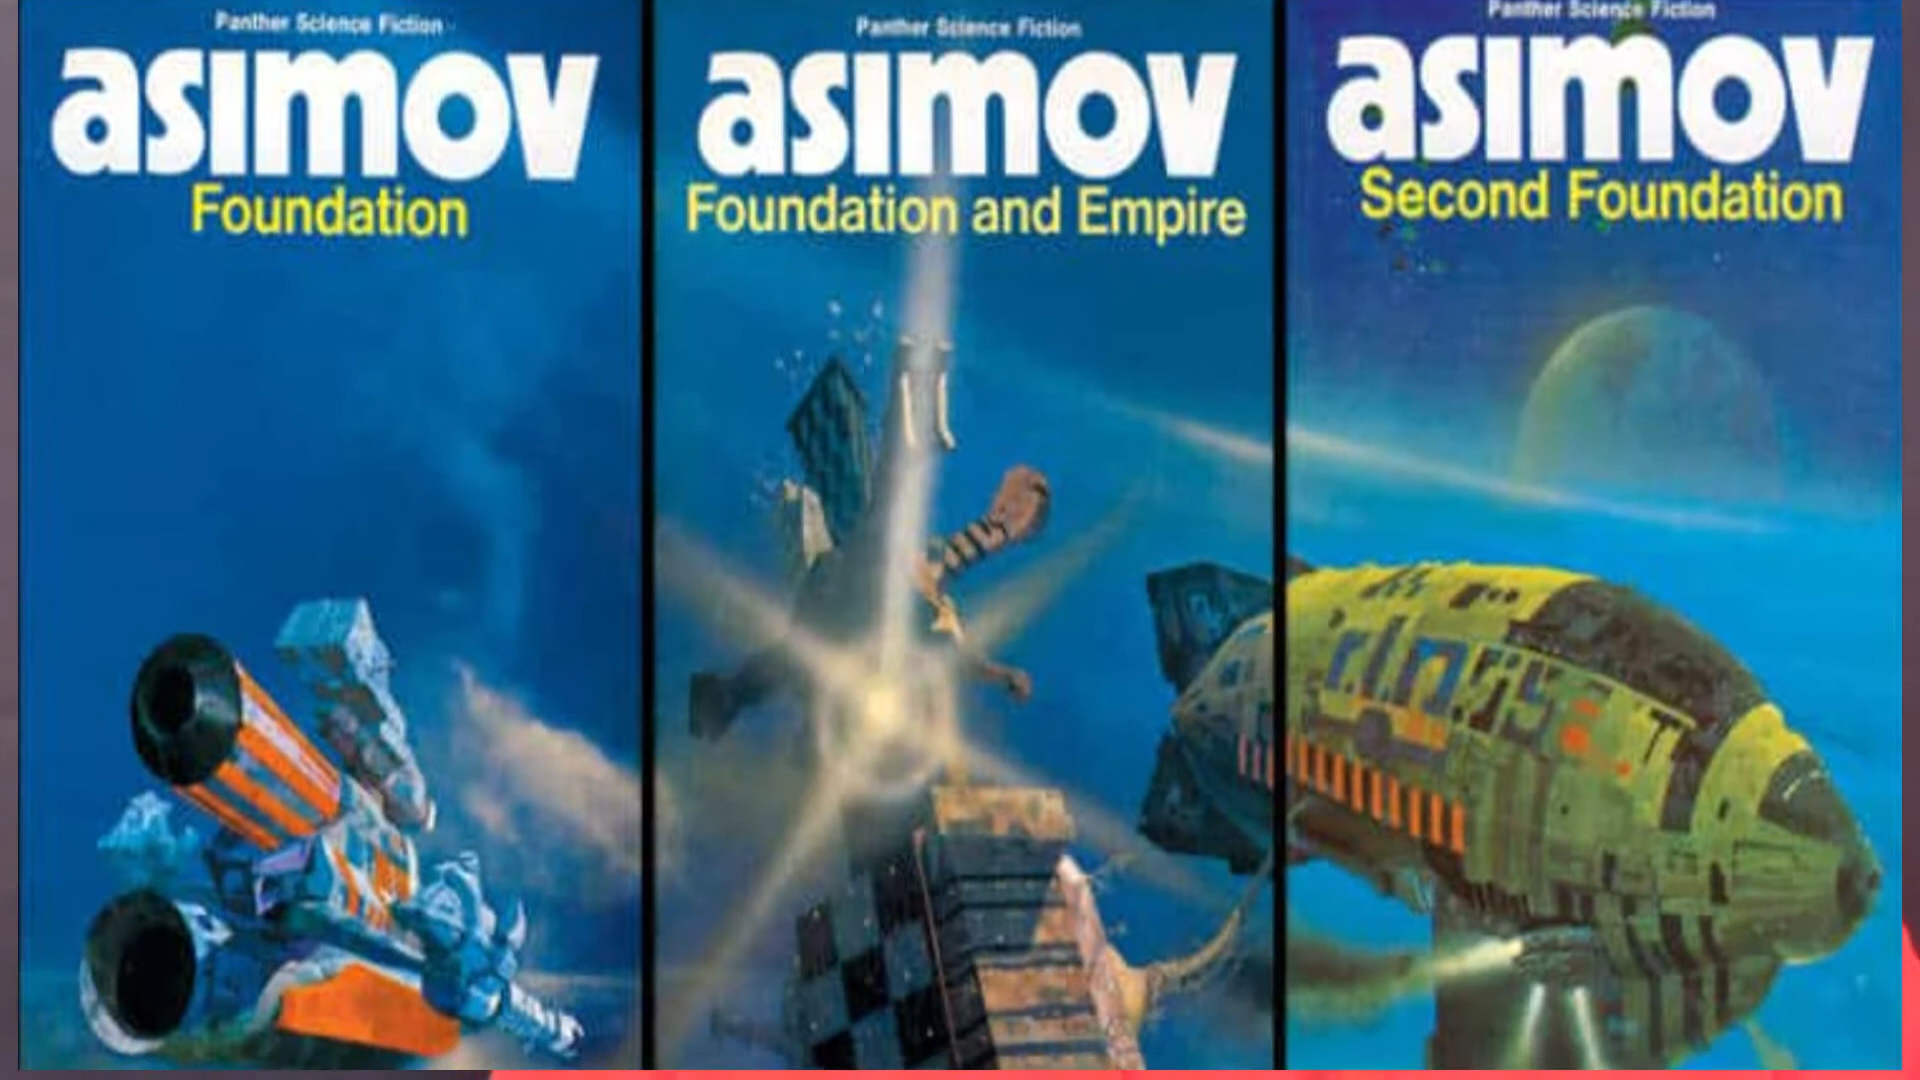 Panther Science Fiction
asimov
Foundation
Panther Science Fiction
asimov
Foundation and Empire
Panther Science Fiction
asimov
Second Foundation